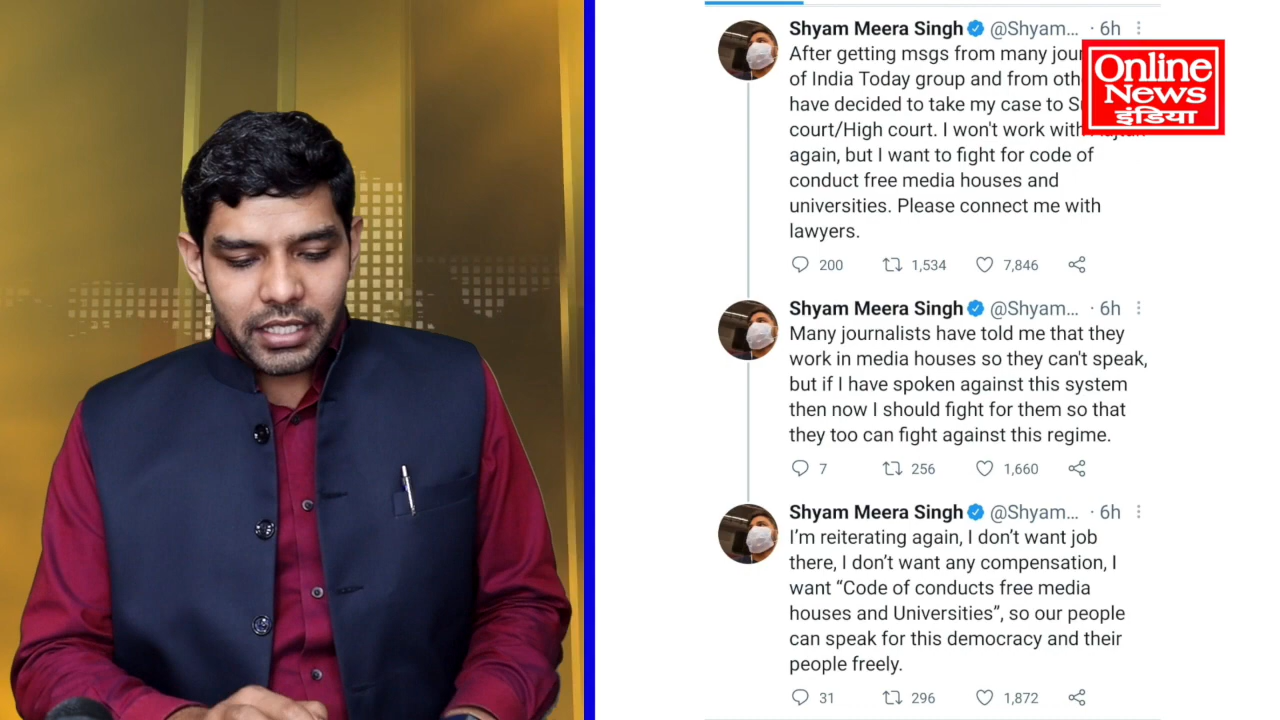 Shyam Meera Singh @Shyam... · 6h
After getting msgs from many
of India Today group and from
have decided to take my case to
court/High court. I won't work with
again, but I want to fight for code of
conduct free media houses and
universities. Please connect me with
lawyers.
200 1,534 7,846
Shyam Meera Singh @Shyam... · 6h
Many journalists have told me that they
work in media houses so they can't speak,
but if I have spoken against this system
then now I should fight for them so that
they too can fight against this regime.
7 256 1,660
Shyam Meera Singh @Shyam... · 6h
I'm reiterating again, I don't want job
there, I don't want any compensation, I
want “Code of conducts free media
houses and Universities”, so our people
can speak for this democracy and their
people freely.
31 296 1,872
Online
News
इंडिया